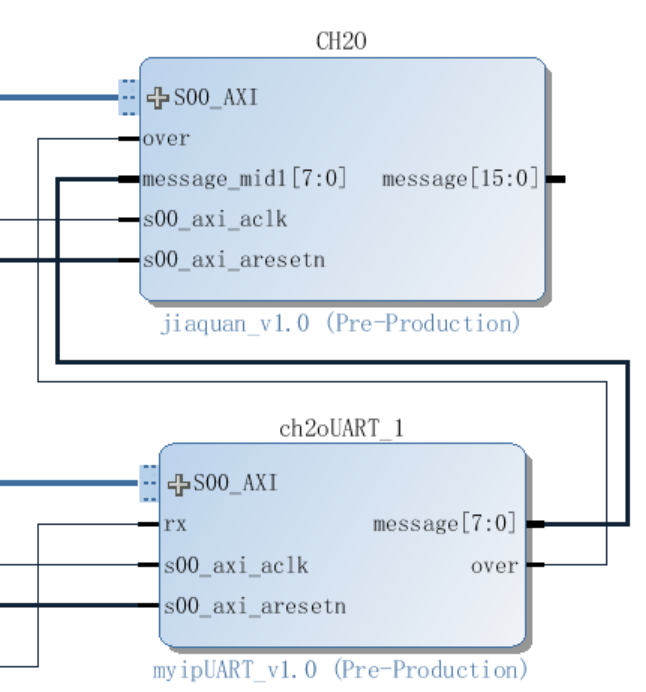 CH2O
S00_AXI
over
message_mid1[7:0] message[15:0]
s00_axi_aclk
s00_axi_aresetn
jiaquan_v1.0 (Pre-Production)
ch2oUART_1
S00_AXI
rx message[7:0]
s00_axi_aclk over
s00_axi_aresetn
myipUART_v1.0 (Pre-Production)